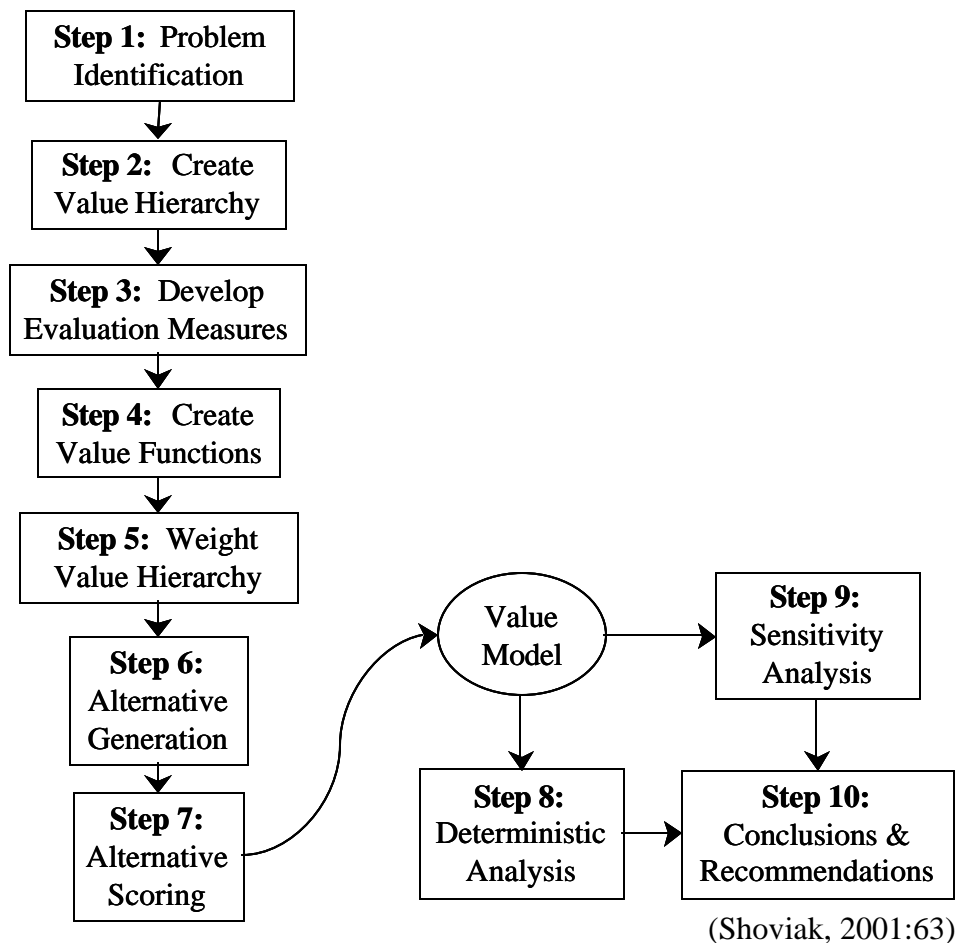 Step 1: Problem
Identification
Step 2: Create
Value Hierarchy
Step 3: Develop
Evaluation Measures
Step 4: Create
Value Functions
Step 5: Weight
Value Hierarchy
Step 6:
Alternative
Generation
Step 7:
Alternative
Scoring
Value
Model
Step 8:
Deterministic
Analysis
Step 9:
Sensitivity
Analysis
Step 10:
Conclusions &
Recommendations
(Shoviak, 2001:63)